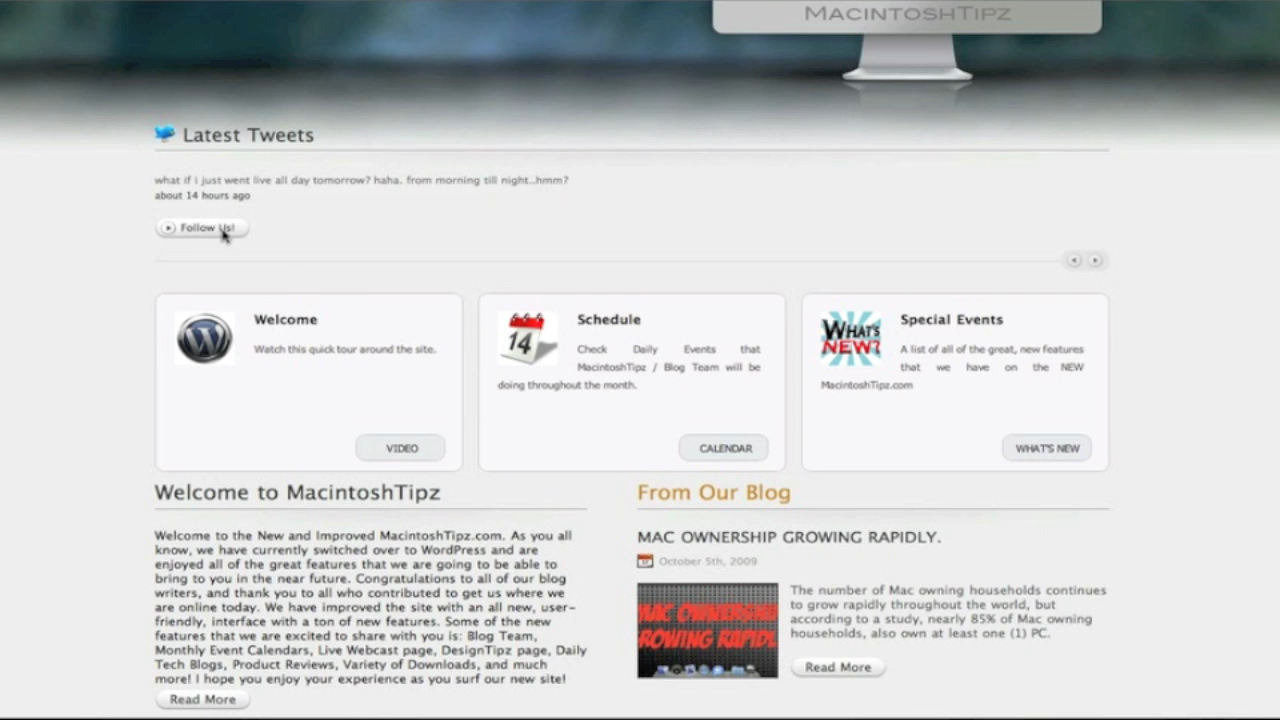 MACINTOSHTIPZ
Latest Tweets
what if i just went live all day tomorrow? haha. from morning till night...hmm?
about 14 hours ago
Follow Us!
Welcome
Watch this quick tour around the site.
VIDEO
14
Schedule
Check Daily Events that
MacintoshTipz / Blog Team will be
doing throughout the month.
CALENDAR
WHAT'S
NEW?
Special Events
A list of all of the great, new features
that we have on the NEW
MacintoshTipz.com
WHAT'S NEW
Welcome to MacintoshTipz
Welcome to the New and Improved MacintoshTipz.com. As you all
know, we have currently switched over to WordPress and are
enjoyed all of the great features that we are going to be able to
bring to you in the near future. Congratulations to all of our blog
writers, and thank you to all who contributed to get us where we
are online today. We have improved the site with an all new, user-
friendly, interface with a ton of new features. Some of the new
features that we are excited to share with you is: Blog Team,
Monthly Event Calendars, Live Webcast page, DesignTipz page, Daily
Tech Blogs, Product Reviews, Variety of Downloads, and much
more! I hope you enjoy your experience as you surf our new site!
Read More
From Our Blog
MAC OWNERSHIP GROWING RAPIDLY.
October 5th, 2009
MAC OWNERSHI
ROWING RAPIDL
The number of Mac owning households continues
to grow rapidly throughout the world, but
according to a study, nearly 85% of Mac owning
households, also own at least one (1) PC.
Read More